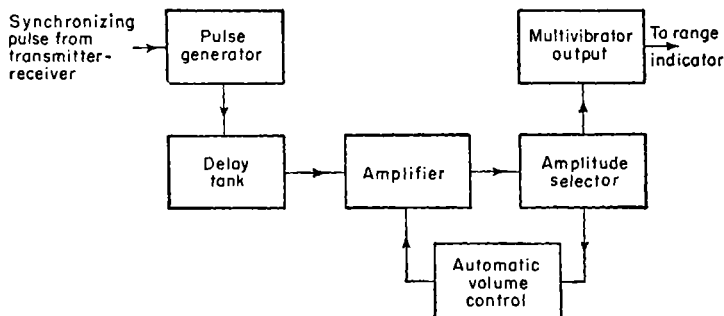 Synchronizing
pulse from
transmitter-
receiver
Pulse
generator
Multivibrator
output
To range
indicator
Delay
tank
Amplifier
Amplitude
selector
Automatic
volume
control